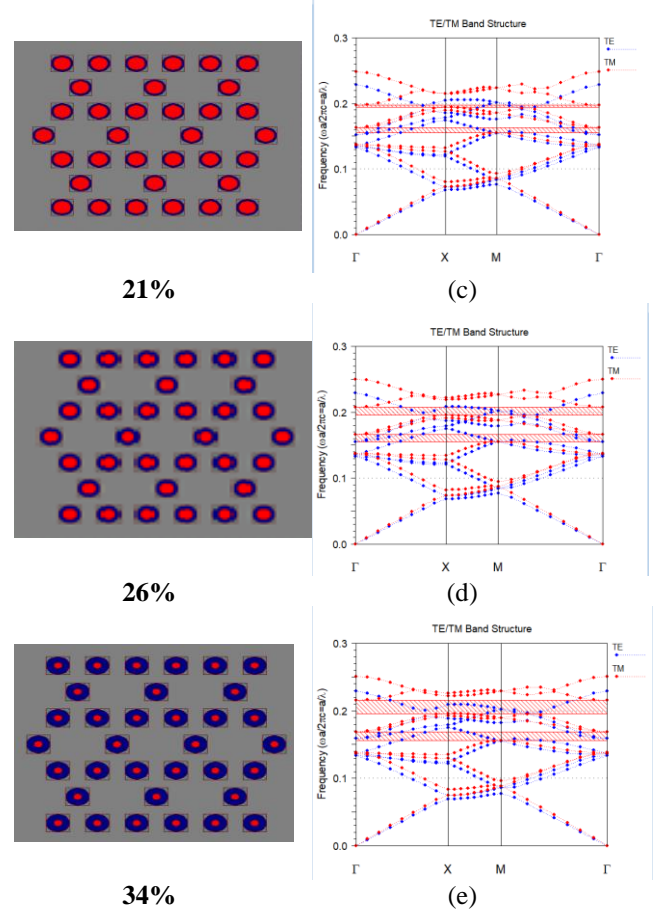 TE/TM Band Structure
TE
TM
Frequency (ωa/2πc=a/λ)
0.3
0.2
0.1
0.0
Γ
X
M
Γ
21%
(c)
TE/TM Band Structure
TE
TM
Frequency (ωa/2πc=a/λ)
0.3
0.2
0.1
0.0
Γ
X
M
Γ
26%
(d)
TE/TM Band Structure
TE
TM
Frequency (ωa/2πc=a/λ)
0.3
0.2
0.1
0.0
Γ
X
M
Γ
34%
(e)